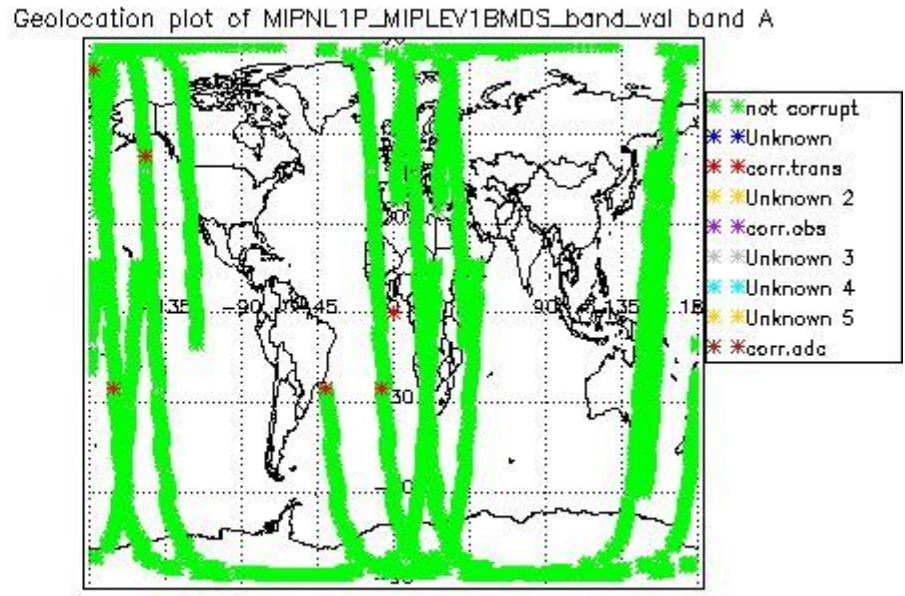 Geolocation plot of MIPNL1P_MIPLEV1BMDS_band_val band A
not corrupt
Unknown
corr.trans
Unknown 2
corr.obs
Unknown 3
Unknown 4
Unknown 5
corr.adc
135 -90 -45 90 135
30